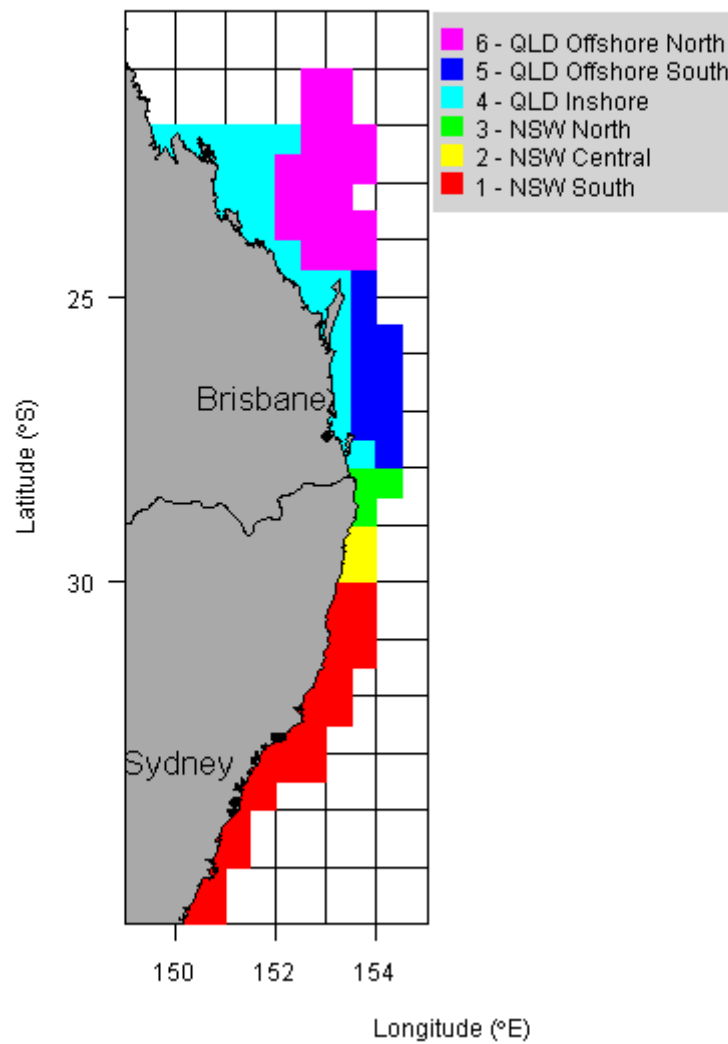 6 - QLD Offshore North
5 - QLD Offshore South
4 - QLD Inshore
3 - NSW North
2 - NSW Central
1 - NSW South
25
Brisbane
Latitude (°S)
30
Sydney
150 152 154
Longitude (°E)